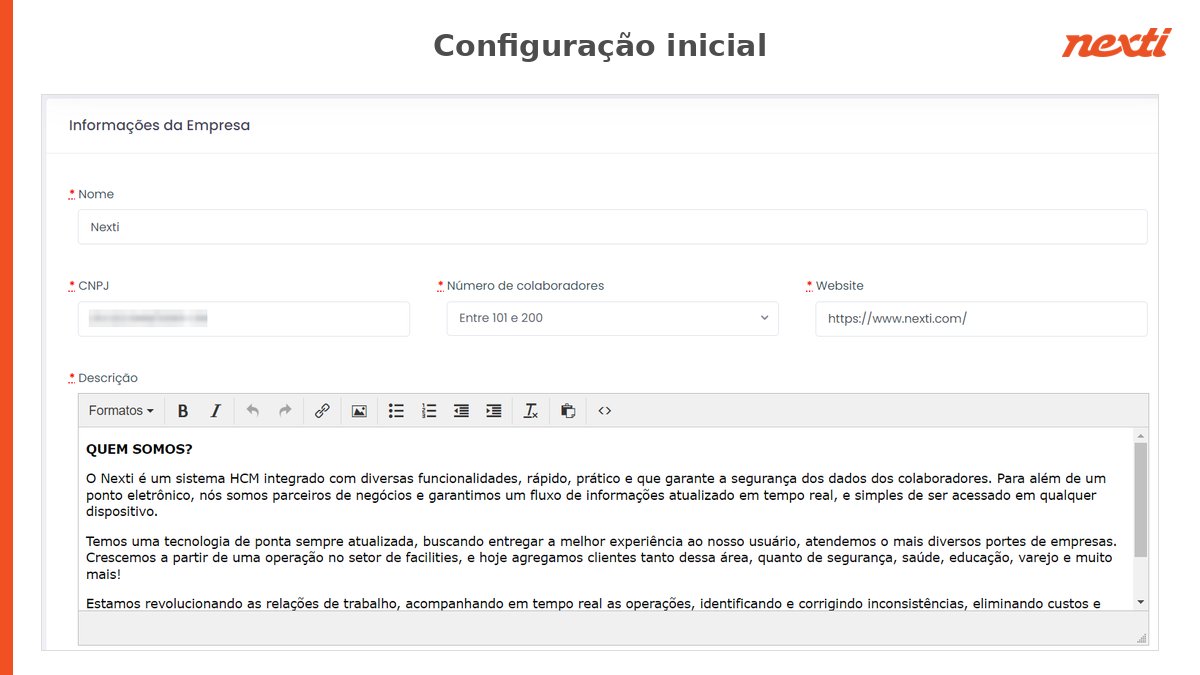 Configuração inicial
nexti
Informações da Empresa
* Nome
Nexti
* CNPJ
* Número de colaboradores
* Website
Entre 101 e 200
https://www.nexti.com/
* Descrição
Formatos
QUEM SOMOS?
O Nexti é um sistema HCM integrado com diversas funcionalidades, rápido, prático e que garante a segurança dos dados dos colaboradores. Para além de um
ponto eletrônico, nós somos parceiros de negócios e garantimos um fluxo de informações atualizado em tempo real, e simples de ser acessado em qualquer
dispositivo.
Temos uma tecnologia de ponta sempre atualizada, buscando entregar a melhor experiência ao nosso usuário, atendemos o mais diversos portes de empresas.
Crescemos a partir de uma operação no setor de facilities, e hoje agregamos clientes tanto dessa área, quanto de segurança, saúde, educação, varejo e muito
mais!
Estamos revolucionando as relações de trabalho, acompanhando em tempo real as operações, identificando e corrigindo inconsistências, eliminando custos e